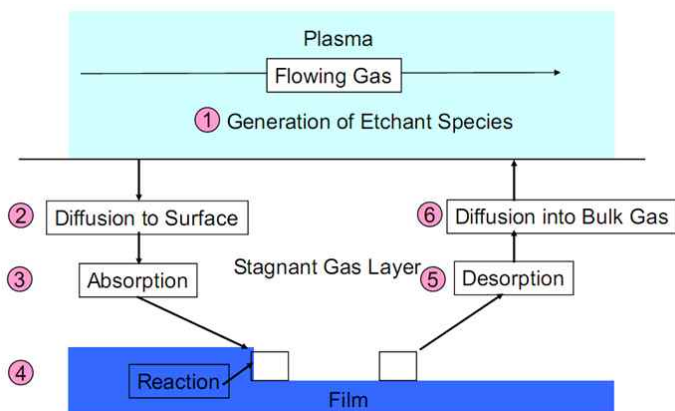 Plasma
Flowing Gas
1 Generation of Etchant Species
2 Diffusion to Surface
6 Diffusion into Bulk Gas
3 Absorption
Stagnant Gas Layer
5 Desorption
4 Reaction
Film